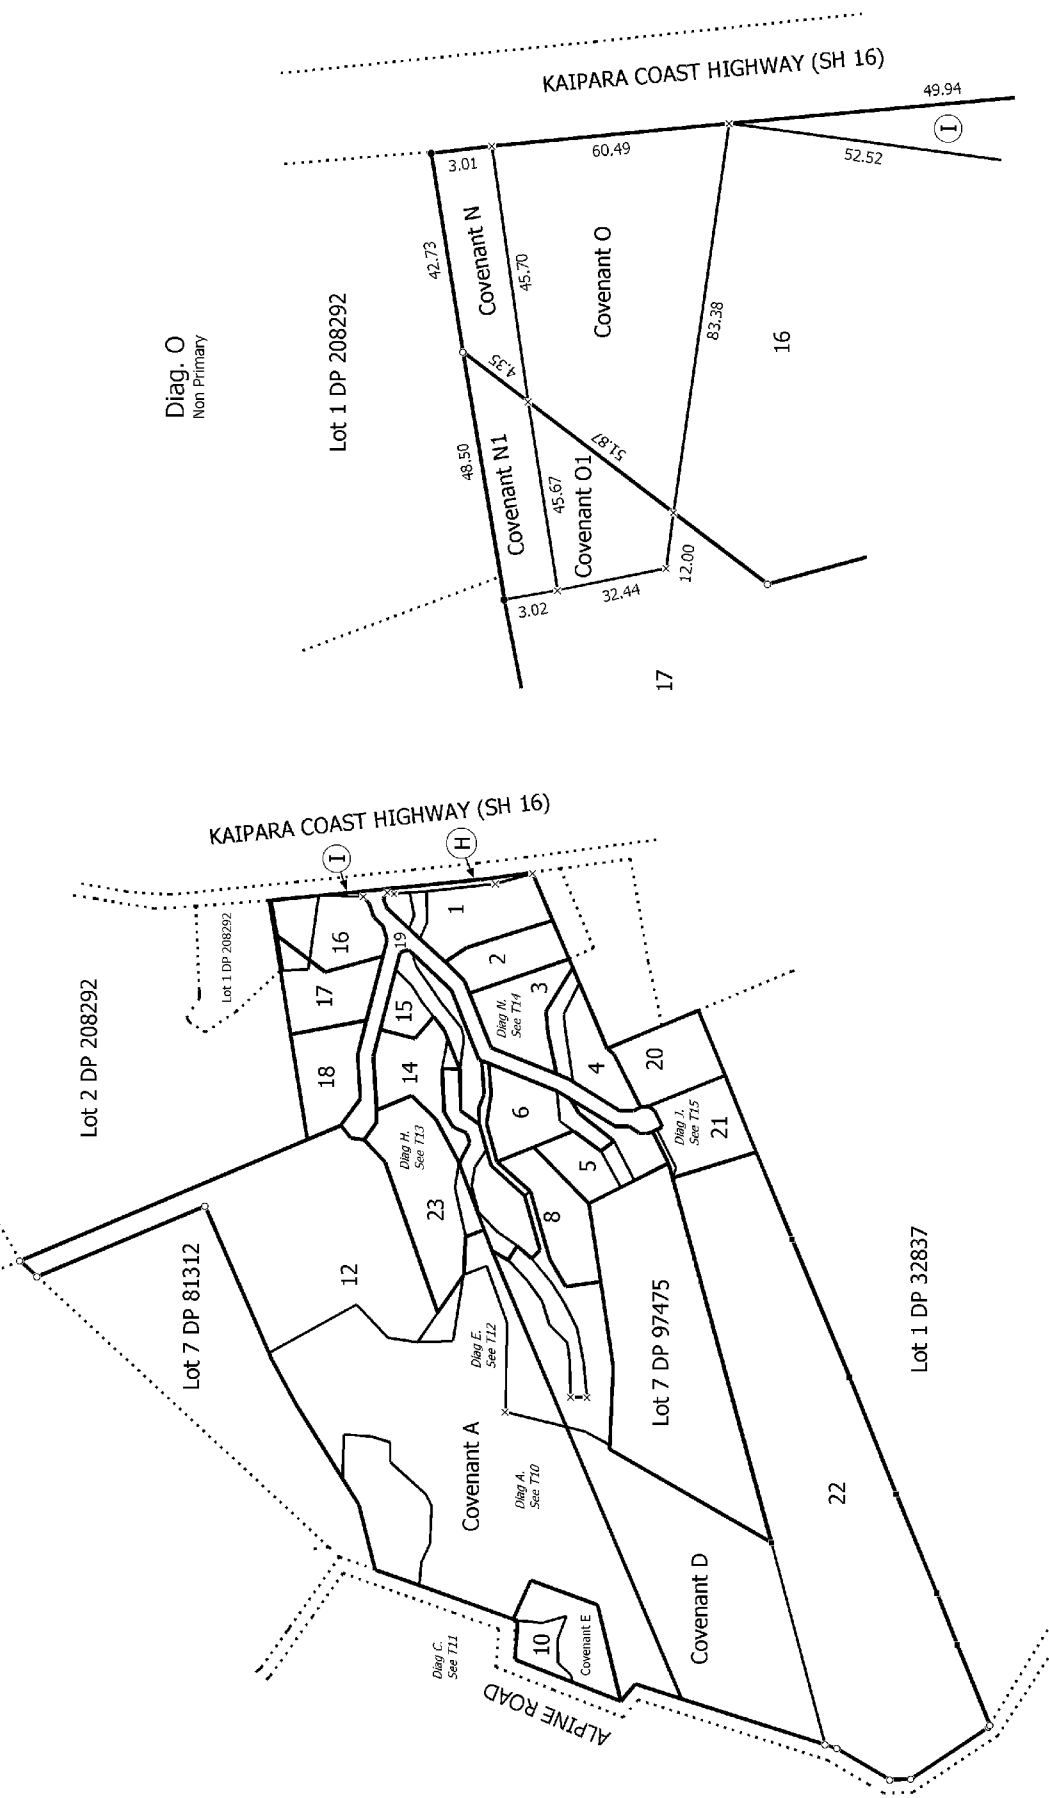 KAIPARA COAST HIGHWAY (SH 16)
49.94
I
52.52
60.49
3.01
42.73
Covenant N
45.70
Covenant O
83.38
16
Diag. O
Non Primary
Lot 1 DP 208292
4.35
51.87
48.50
Covenant N1
45.67
Covenant O1
12.00
32.44
3.02
17
KAIPARA COAST HIGHWAY (SH 16)
I
H
Lot 2 DP 208292
Lot 1 DP 208292
16
19
1
2
3
17
15
Diag N.
See T14
18
14
4
20
6
Diag H.
See T13
Diag J.
See T15
21
5
23
8
Lot 7 DP 81312
12
Diag E.
See T12
Lot 7 DP 97475
Lot 1 DP 32837
Covenant A
Diag A.
See T10
22
Covenant D
10
Covenant E
Diag C.
See T11
ALPINE ROAD